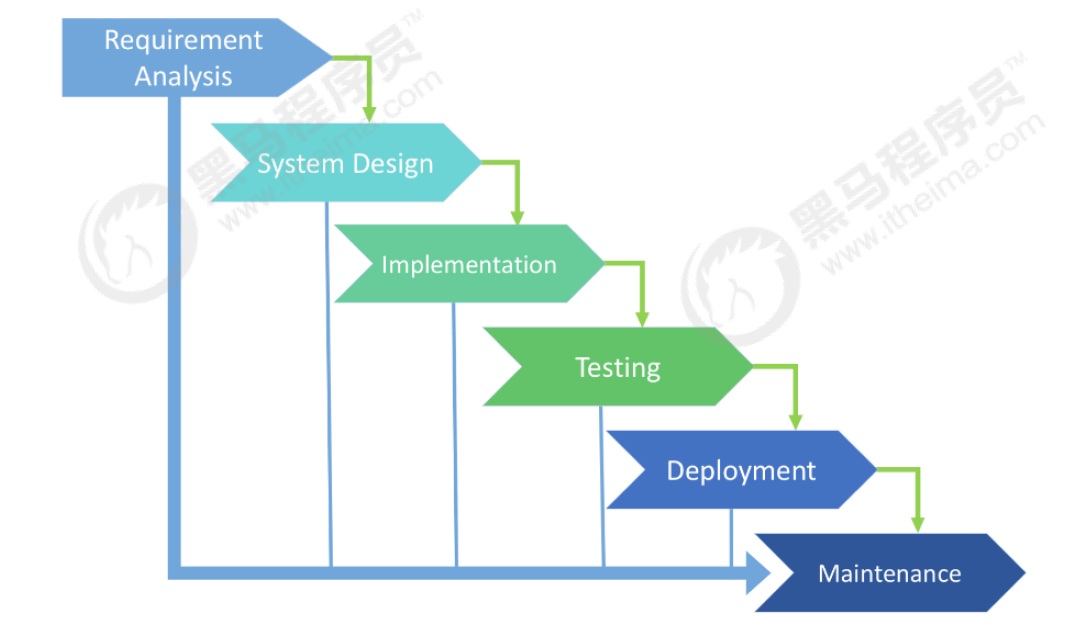 Requirement
Analysis
System Design
Implementation
Testing
Deployment
Maintenance
黑马程序员™
www.itheima.com
黑马程序员™
www.itheima.com